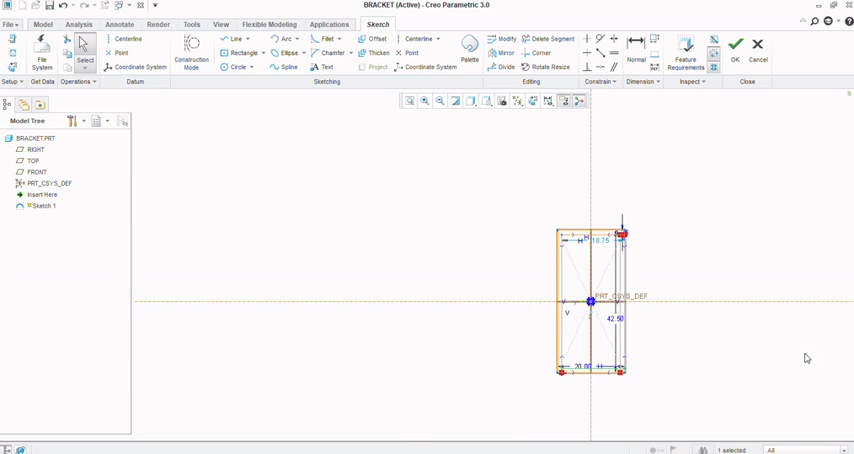 BRACKET (Active) - Creo Parametric 3.0
File Model Analysis Annotate Render Tools View Flexible Modeling Applications Sketch
File System
Select
Centerline
Point
Coordinate System
Construction Mode
Line Arc Fillet Offset Centerline
Rectangle Ellipse Chamfer Thicken Point
Circle Spline Text Project Coordinate System
Palette
Modify Delete Segment
Mirror Corner
Divide Rotate Resize
Normal
Feature Requirements
OK
Cancel
Setup Get Data Operations Datum Sketching Editing Constrain Dimension Inspect Close
Model Tree
BRACKET.PRT
RIGHT
TOP
FRONT
PRT_CSYS_DEF
Insert Here
Sketch 1
H H 18.75
PRT_CSYS_DEF
V V
V
42.50
20.00 H
1 selected
All